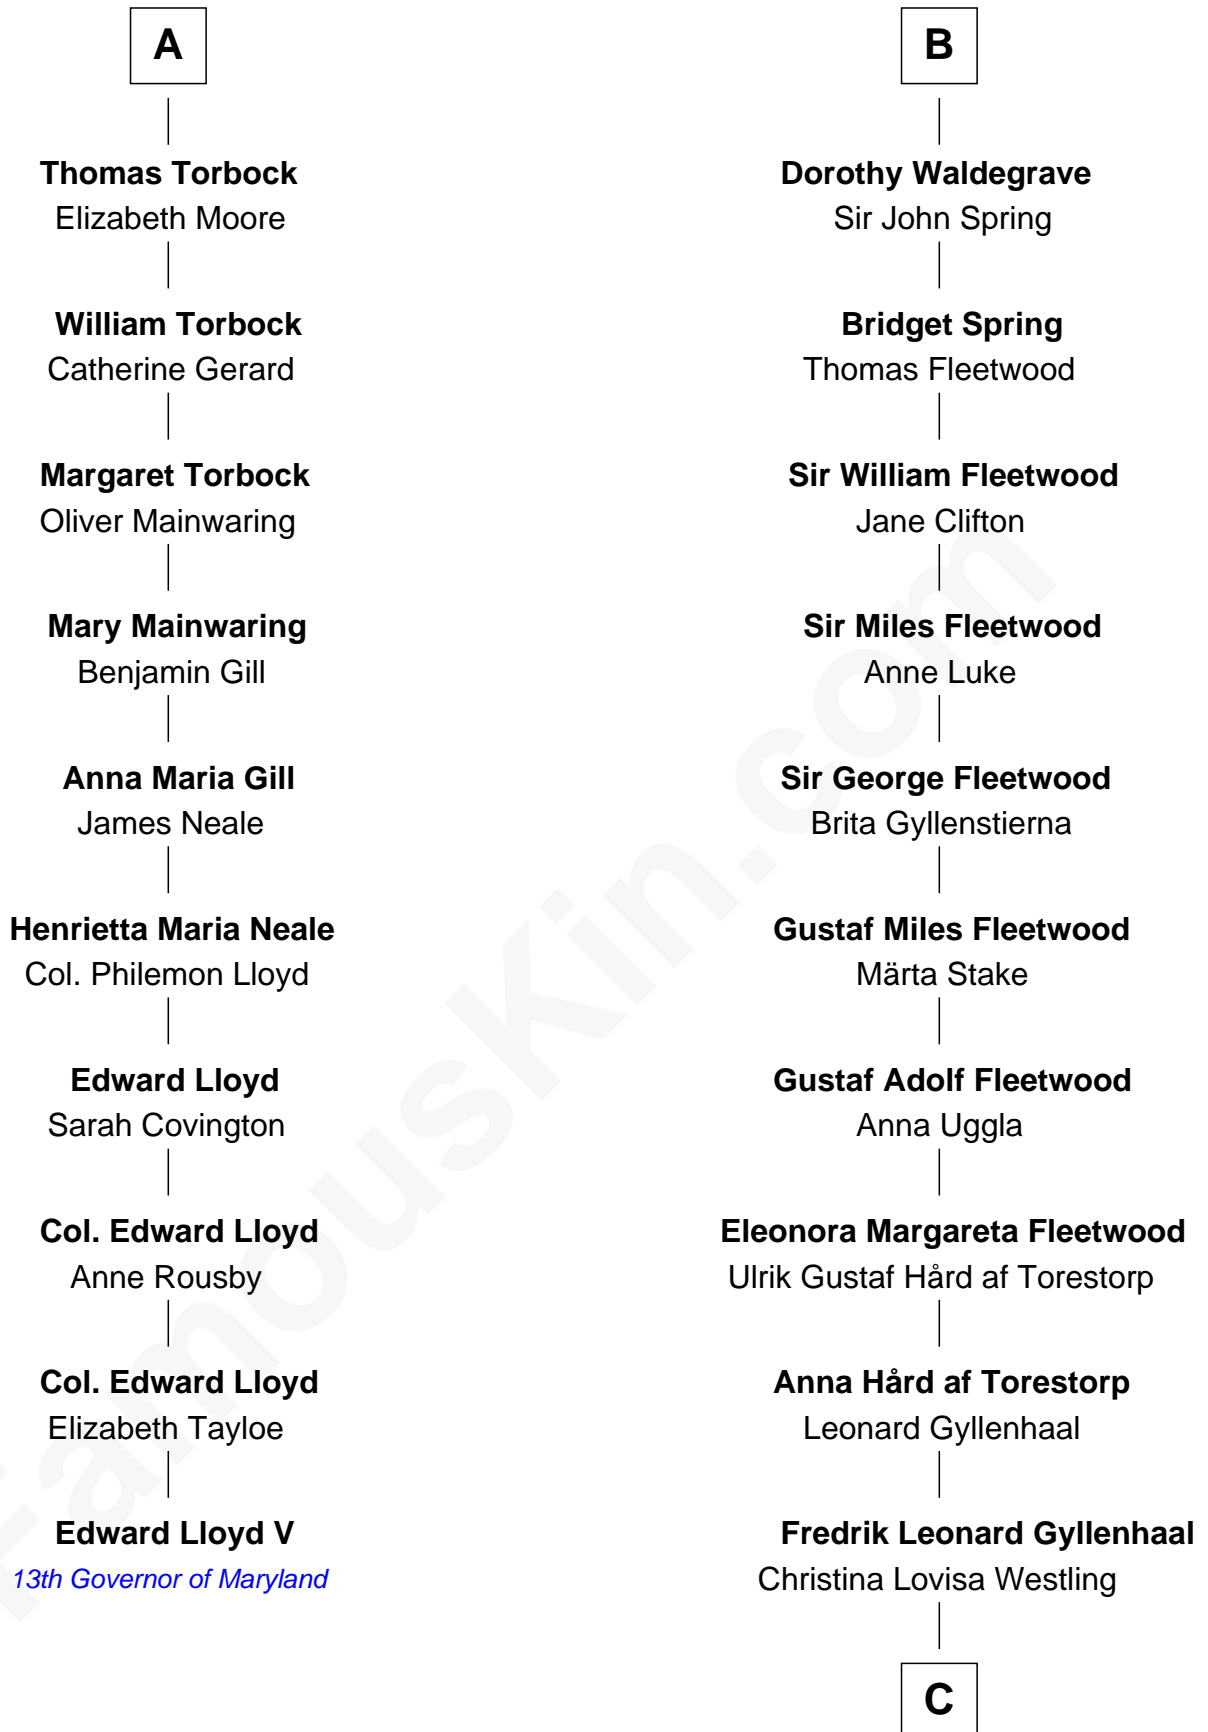 A
Thomas Torbock
Elizabeth Moore
William Torbock
Catherine Gerard
Margaret Torbock
Oliver Mainwaring
Mary Mainwaring
Benjamin Gill
Anna Maria Gill
James Neale
Henrietta Maria Neale
Col. Philemon Lloyd
Edward Lloyd
Sarah Covington
Col. Edward Lloyd
Anne Rousby
Col. Edward Lloyd
Elizabeth Tayloe
Edward Lloyd V
13th Governor of Maryland
B
Dorothy Waldegrave
Sir John Spring
Bridget Spring
Thomas Fleetwood
Sir William Fleetwood
Jane Clifton
Sir Miles Fleetwood
Anne Luke
Sir George Fleetwood
Brita Gyllenstierna
Gustaf Miles Fleetwood
Märta Stake
Gustaf Adolf Fleetwood
Anna Uggla
Eleonora Margareta Fleetwood
Ulrik Gustaf Hård af Torestorp
Anna Hård af Torestorp
Leonard Gyllenhaal
Fredrik Leonard Gyllenhaal
Christina Lovisa Westling
C
FamousKin.com